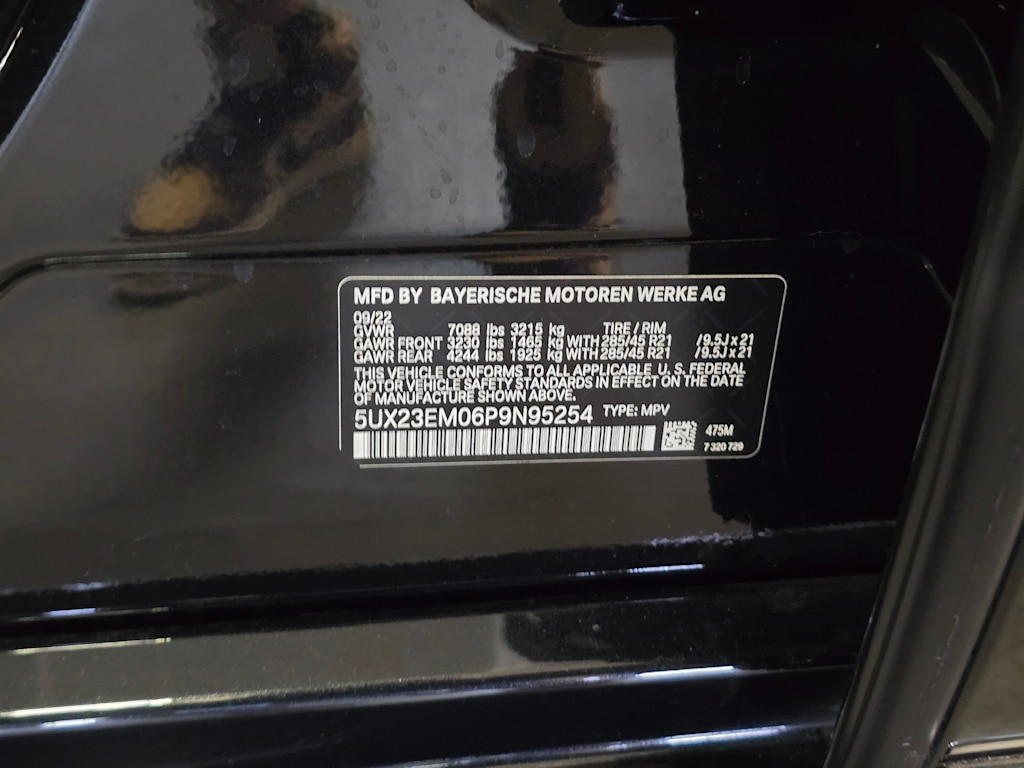 MFD BY BAYERISCHE MOTOREN WERKE AG
09/22
GVWR 7088 lbs 3215 kg TIRE / RIM
GAWR FRONT 3230 lbs 1465 kg WITH 285/45 R21 /9.5J x 21
GAWR REAR 4244 lbs 1925 kg WITH 285/45 R21 /9.5J x 21
THIS VEHICLE CONFORMS TO ALL APPLICABLE U.S. FEDERAL
MOTOR VEHICLE SAFETY STANDARDS IN EFFECT ON THE DATE
OF MANUFACTURE SHOWN ABOVE.
5UX23EM06P9N95254 TYPE: MPV
475M
7 320 729